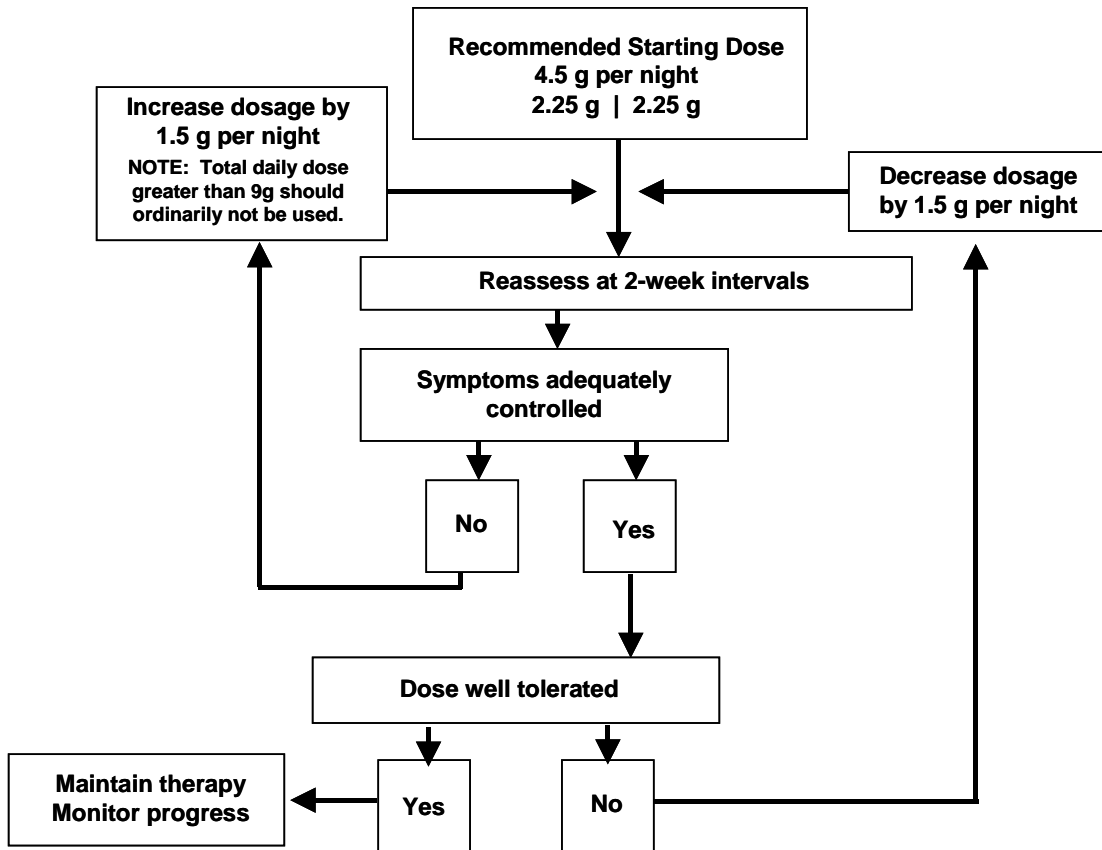 Recommended Starting Dose
4.5 g per night
2.25 g | 2.25 g
Increase dosage by
1.5 g per night
NOTE: Total daily dose
greater than 9g should
ordinarily not be used.
Decrease dosage
by 1.5 g per night
Reassess at 2-week intervals
Symptoms adequately
controlled
No
Yes
Dose well tolerated
Maintain therapy
Monitor progress
Yes
No